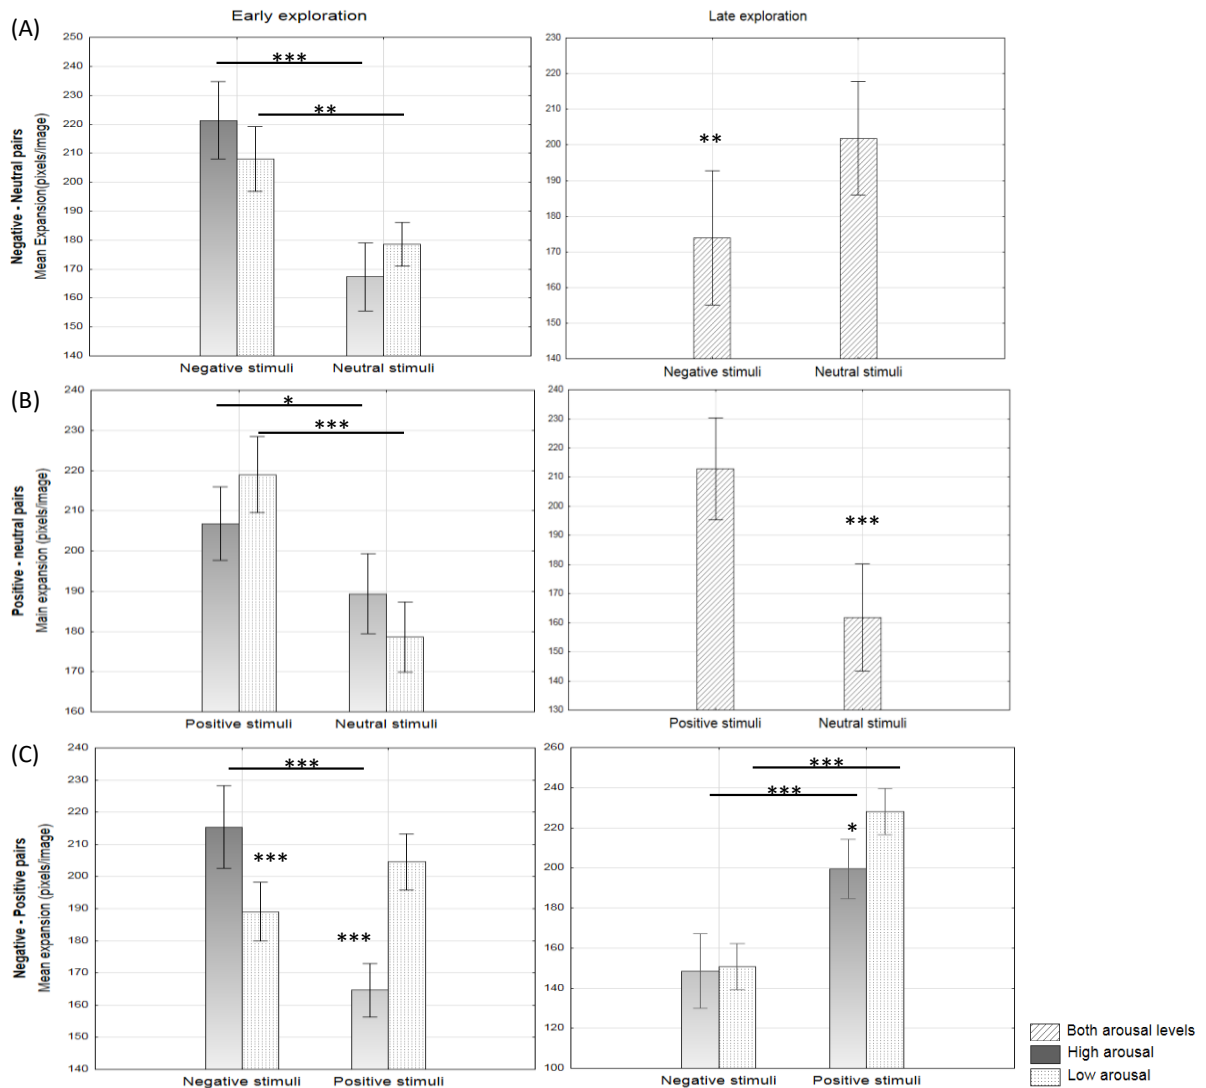 Early exploration
Late exploration
(A)
Negative - Neutral pairs
Mean Expansion(pixels/image)
250
240
230
220
210
200
190
180
170
160
150
140
***
**
Negative stimuli
Neutral stimuli
230
220
210
200
190
180
170
160
150
140
**
Negative stimuli
Neutral stimuli
(B)
Positive - neutral pairs
Main expansion (pixels/image)
240
230
220
210
200
190
180
170
160
*
***
Positive stimuli
Neutral stimuli
240
230
220
210
200
190
180
170
160
150
140
130
***
Positive stimuli
Neutral stimuli
(C)
Negative - Positive pairs
Mean expansion (pixels/image)
240
230
220
210
200
190
180
170
160
150
140
***
***
***
Negative stimuli
Positive stimuli
260
240
220
200
180
160
140
120
100
***
***
*
Negative stimuli
Positive stimuli
Both arousal levels
High arousal
Low arousal